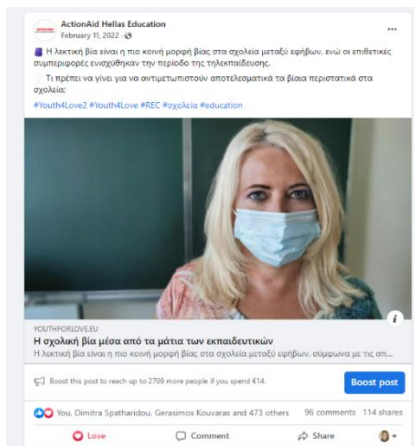 ActionAid Hellas Education
February 11, 2022 ·
Η λεκτική βία είναι η πιο κοινή μορφή βίας στα σχολεία μεταξύ εφήβων, ενώ οι επιθετικές
συμπεριφορές ενισχύθηκαν την περίοδο της τηλεκπαίδευσης.
Τι πρέπει να γίνει για να αντιμετωπιστούν αποτελεσματικά τα βίαια περιστατικά στα
σχολεία;
#Youth4Love2 #Youth4Love #REC #σχολεία #education
YOUTHFORLOVE.EU
Η σχολική βία μέσα από τα μάτια των εκπαιδευτικών
Η λεκτική βία είναι η πιο κοινή μορφή βίας στα σχολεία μεταξύ εφήβων, σύμφωνα με τις απ...
Boost this post to reach up to 2708 more people if you spend €14.
Boost post
You, Dimitra Spatharidou, Gerasimos Kouvaras and 473 others 96 comments 114 shares
Love Comment Share